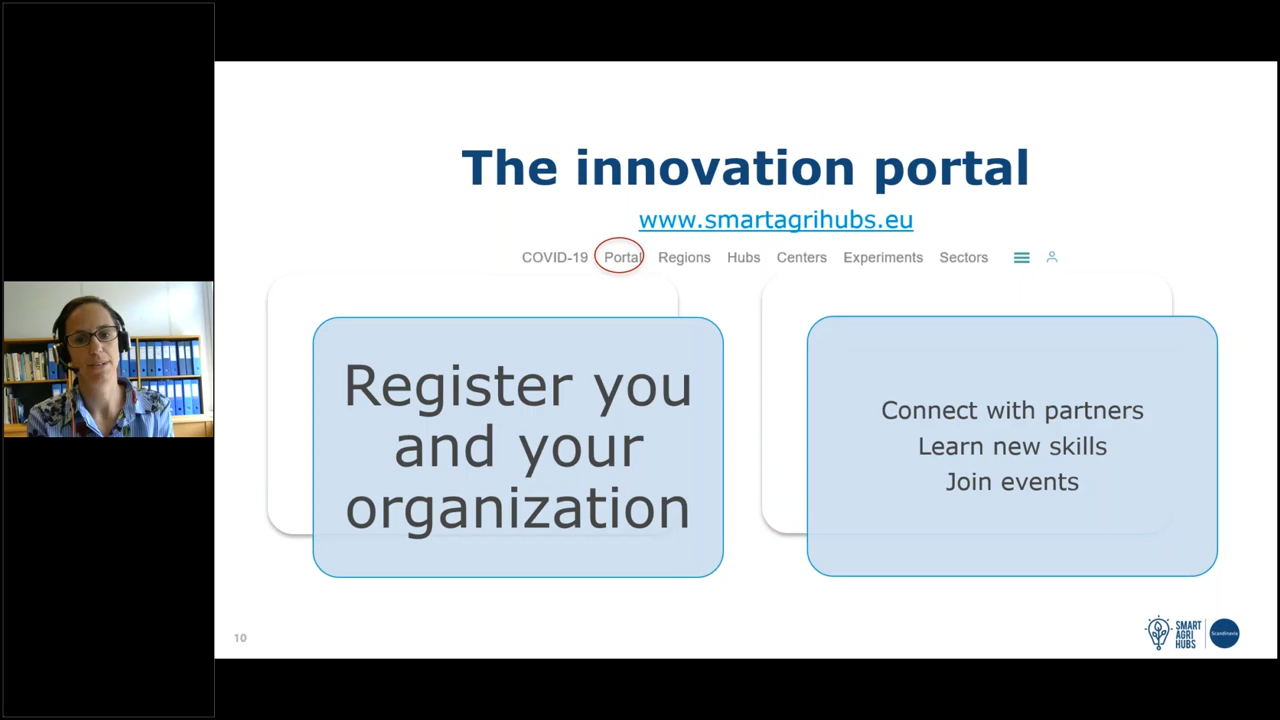 The innovation portal
www.smartagrihubs.eu
COVID-19 Portal Regions Hubs Centers Experiments Sectors
Register you
and your
organization
Connect with partners
Learn new skills
Join events
10
SMART
AGRI
HUBS
Scandinavia